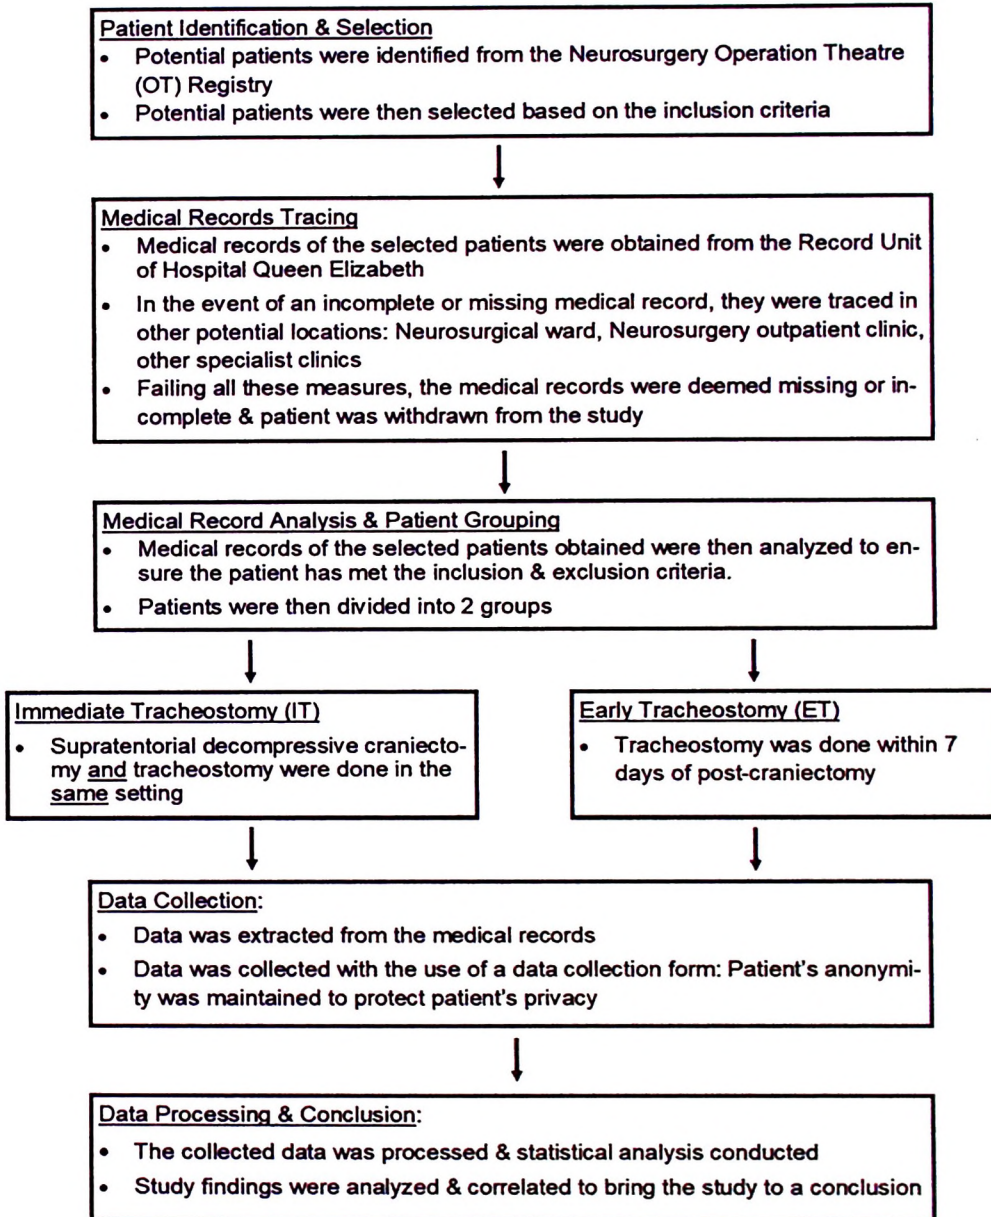 Patient Identification & Selection
• Potential patients were identified from the Neurosurgery Operation Theatre
(OT) Registry
• Potential patients were then selected based on the inclusion criteria
Medical Records Tracing
• Medical records of the selected patients were obtained from the Record Unit
of Hospital Queen Elizabeth
• In the event of an incomplete or missing medical record, they were traced in
other potential locations: Neurosurgical ward, Neurosurgery outpatient clinic,
other specialist clinics
• Failing all these measures, the medical records were deemed missing or in-
complete & patient was withdrawn from the study
Medical Record Analysis & Patient Grouping
• Medical records of the selected patients obtained were then analyzed to en-
sure the patient has met the inclusion & exclusion criteria.
• Patients were then divided into 2 groups
Immediate Tracheostomy (IT)
• Supratentorial decompressive craniecto-
my and tracheostomy were done in the
same setting
Early Tracheostomy (ET)
• Tracheostomy was done within 7
days of post-craniectomy
Data Collection:
• Data was extracted from the medical records
• Data was collected with the use of a data collection form: Patient's anonymi-
ty was maintained to protect patient's privacy
Data Processing & Conclusion:
• The collected data was processed & statistical analysis conducted
• Study findings were analyzed & correlated to bring the study to a conclusion